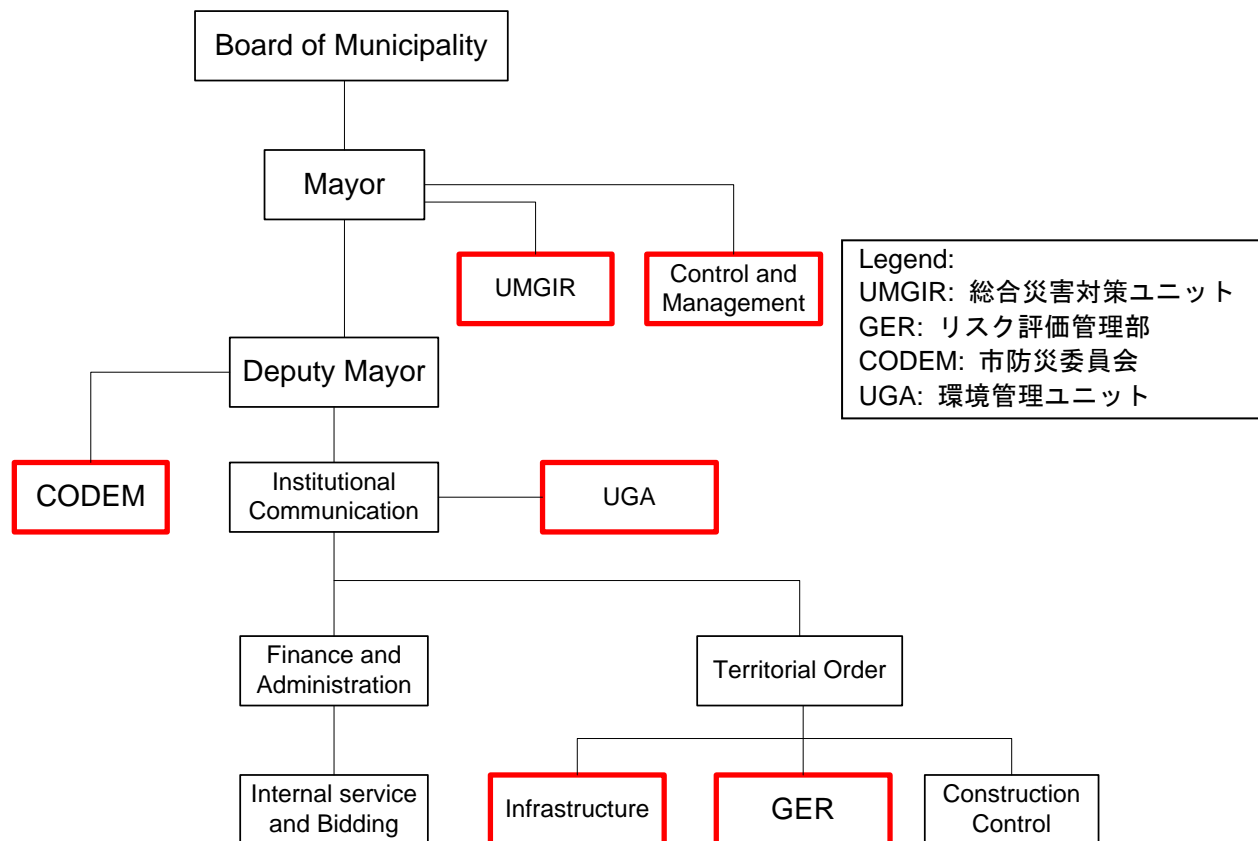 Board of Municipality
Mayor
UMGIR
Control and
Management
Legend:
UMGIR: 総合災害対策ユニット
GER: リスク評価管理部
CODEM: 市防災委員会
UGA: 環境管理ユニット
Deputy Mayor
CODEM
Institutional
Communication
UGA
Finance and
Administration
Territorial Order
Internal service
and Bidding
Infrastructure
GER
Construction
Control